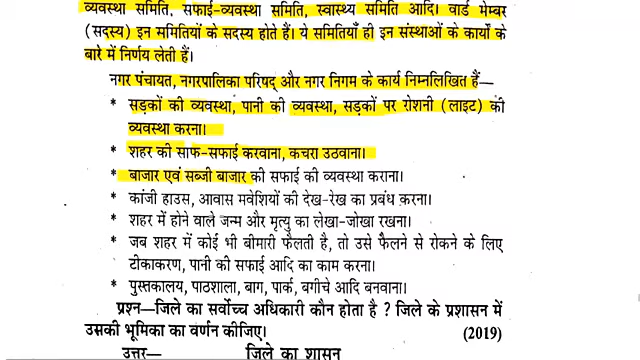 व्यवस्था समिति, सफाई-व्यवस्था समिति, स्वास्थ्य समिति आदि। वार्ड मेम्बर
(सदस्य) इन समितियों के सदस्य होते हैं। ये समितियाँ ही इन संस्थाओं के कार्यों के
बारे में निर्णय लेती हैं।
नगर पंचायत, नगरपालिका परिषद् और नगर निगम के कार्य निम्नलिखित हैं—
* सड़कों की व्यवस्था, पानी की व्यवस्था, सड़कों पर रोशनी (लाइट) की
व्यवस्था करना।
* शहर की साफ-सफाई करवाना, कचरा उठवाना।
* बाजार एवं सब्जी बाजार की सफाई की व्यवस्था कराना।
* कांजी हाउस, आवास मवेशियों की देख-रेख का प्रबंध करना।
* शहर में होने वाले जन्म और मृत्यु का लेखा-जोखा रखना।
* जब शहर में कोई भी बीमारी फैलती है, तो उसे फैलने से रोकने के लिए
टीकाकरण, पानी की सफाई आदि का काम करना।
* पुस्तकालय, पाठशाला, बाग, पार्क, बगीचे आदि बनवाना।
प्रश्न—जिले का सर्वोच्च अधिकारी कौन होता है ? जिले के प्रशासन में
उसकी भूमिका का वर्णन कीजिए। (2019)
उत्तर— जिले का शासन